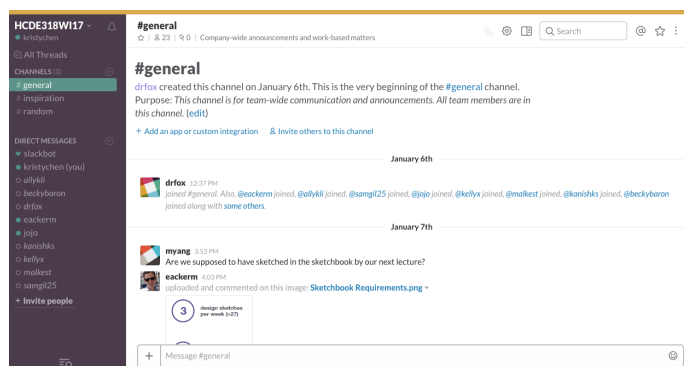 HCDE318WI17
kristychen
All Threads
CHANNELS (3)
# general
# inspiration
# random
DIRECT MESSAGES
slackbot
kristychen (you)
allykli
beckybaron
drfox
eackerm
jojo
kanishks
kellyx
malkest
samgil25
+ Invite people
#general
23 | 0 | Company-wide announcements and work-based matters
Search
#general
drfox created this channel on January 6th. This is the very beginning of the #general channel.
Purpose: This channel is for team-wide communication and announcements. All team members are in
this channel. (edit)
+ Add an app or custom integration Invite others to this channel
January 6th
drfox 12:37 PM
joined #general. Also, @eackerm joined, @allykli joined, @samgil25 joined, @jojo joined, @kellyx joined, @malkest joined, @kanishks joined, @beckybaron
joined along with some others.
January 7th
myang 3:53 PM
Are we supposed to have sketched in the sketchbook by our next lecture?
eackerm 4:03 PM
uploaded and commented on this image: Sketchbook Requirements.png
3 design sketches
per week (=27)
+ Message #general